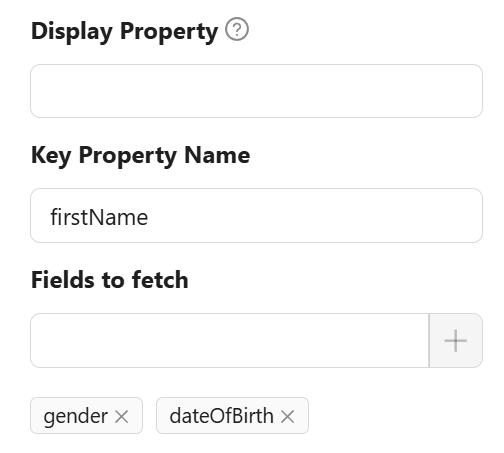 Display Property ?
Key Property Name
firstName
Fields to fetch
+
gender ×
dateOfBirth ×